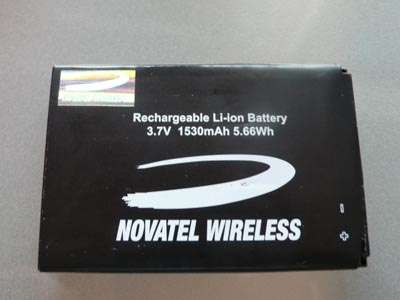 Rechargeable Li-ion Battery
3.7V 1530mAh 5.66Wh
NOVATEL WIRELESS
-
+